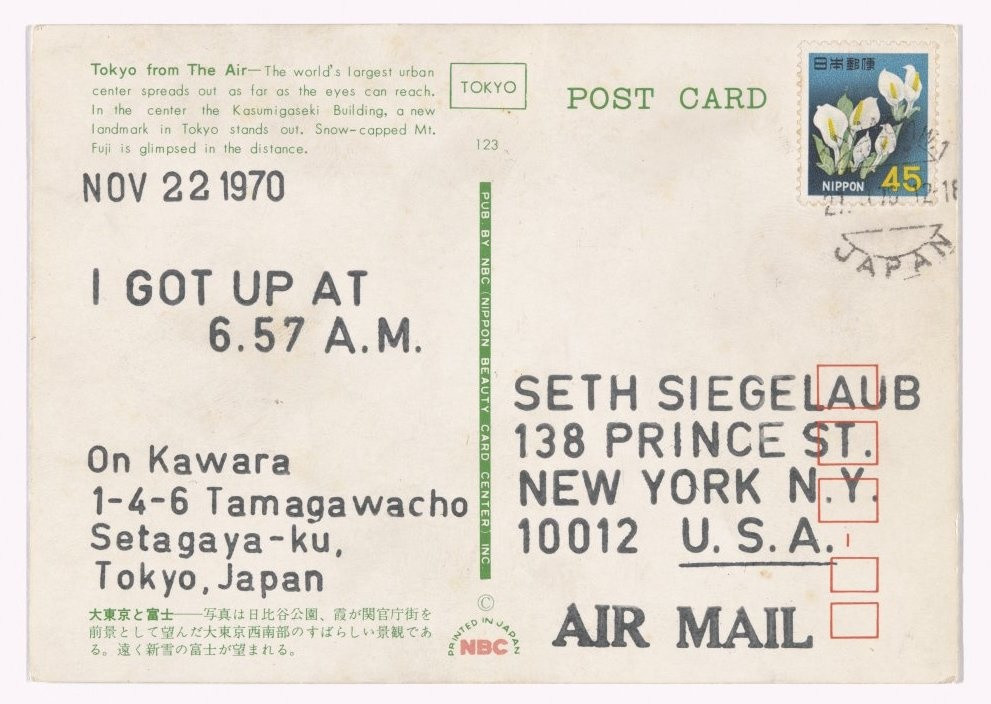 Tokyo from The Air—The world's largest urban
center spreads out as far as the eyes can reach.
In the center the Kasumigaseki Building, a new
landmark in Tokyo stands out. Snow-capped Mt.
Fuji is glimpsed in the distance.
TOKYO
123
POST CARD
日本郵便
NIPPON 45
JAPAN
NOV 22 1970
I GOT UP AT
6.57 A.M.
On Kawara
1-4-6 Tamagawacho
Setagaya-ku,
Tokyo, Japan
大東京と富士——写真は日比谷公園、霞が関官庁街を
前景として望んだ大東京西南部のすばらしい景観であ
る。遠く新雪の富士が望まれる。
PUB BY NBC (NIPPON BEAUTY CARD CENTER) INC
©
PRINTED IN JAPAN
NBC
SETH SIEGELAUB
138 PRINCE ST.
NEW YORK N.Y.
10012 U.S.A.
AIR MAIL